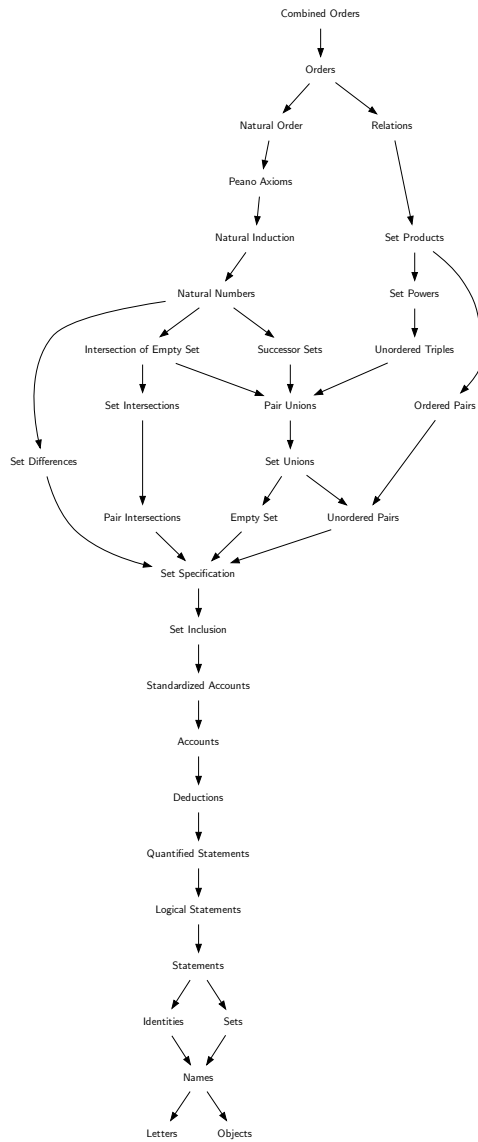 Combined Orders
Orders
Natural Order
Relations
Peano Axioms
Natural Induction
Set Products
Natural Numbers
Set Powers
Intersection of Empty Set
Successor Sets
Unordered Triples
Set Intersections
Pair Unions
Ordered Pairs
Set Differences
Set Unions
Pair Intersections
Empty Set
Unordered Pairs
Set Specification
Set Inclusion
Standardized Accounts
Accounts
Deductions
Quantified Statements
Logical Statements
Statements
Identities
Sets
Names
Letters
Objects